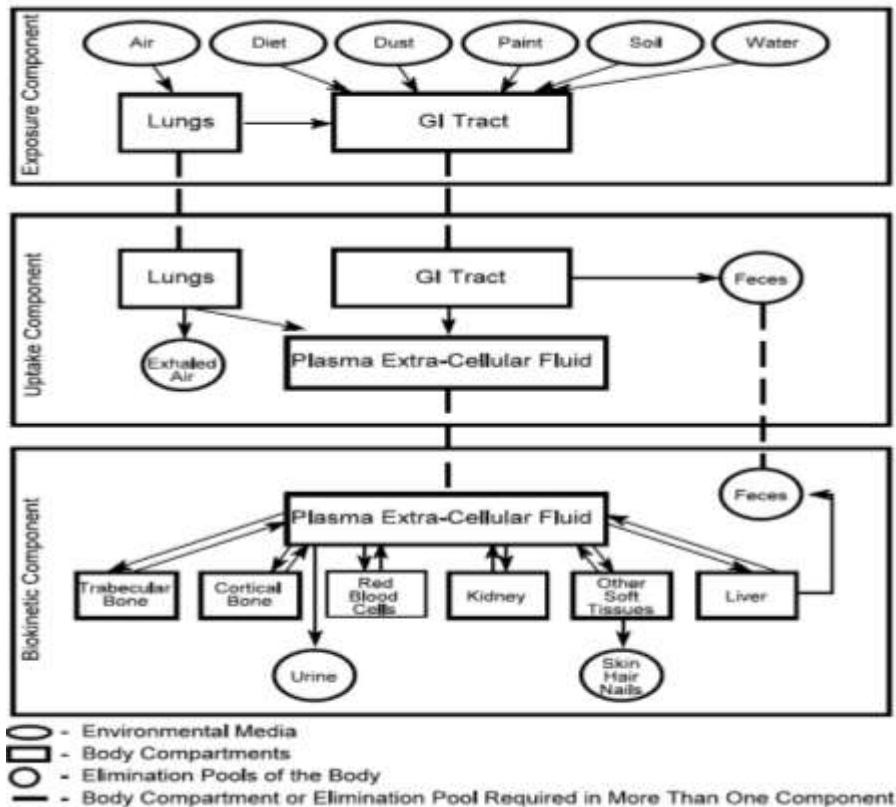 Exposure Component
Air
Diet
Dust
Paint
Soil
Water
Lungs
GI Tract
Uptake Component
Lungs
GI Tract
Feces
Exhaled
Air
Plasma Extra-Cellular Fluid
Biokinetic Component
Feces
Plasma Extra-Cellular Fluid
Trabecular
Bone
Cortical
Bone
Red
Blood
Cells
Kidney
Other
Soft
Tissues
Liver
Urine
Skin
Hair
Nails
- Environmental Media
- Body Compartments
- Elimination Pools of the Body
- Body Compartment or Elimination Pool Required in More Than One Component